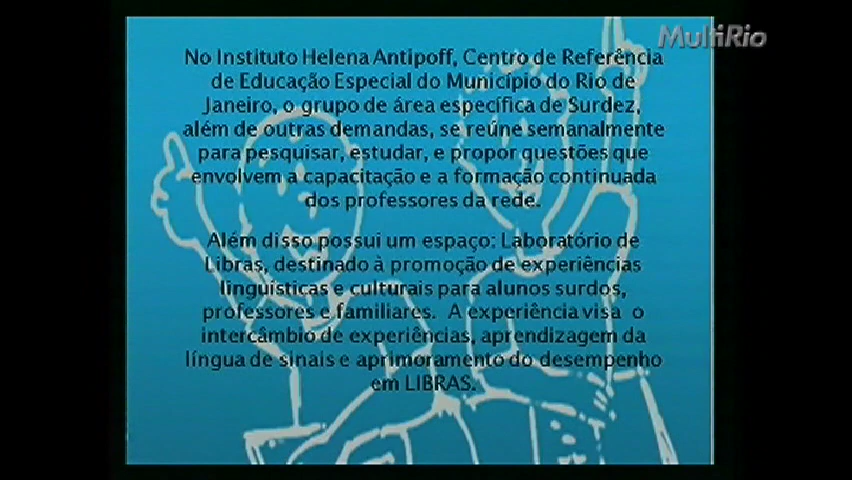 MultiRio
No Instituto Helena Antipoff, Centro de Referência
de Educação Especial do Município do Rio de
Janeiro, o grupo de área específica de Surdez,
além de outras demandas, se reúne semanalmente
para pesquisar, estudar, e propor questões que
envolvem a capacitação e a formação continuada
dos professores da rede.
Além disso possui um espaço: Laboratório de
Libras, destinado à promoção de experiências
linguísticas e culturais para alunos surdos,
professores e familiares. A experiência visa o
intercâmbio de experiências, aprendizagem da
língua de sinais e aprimoramento do desempenho
em LIBRAS.